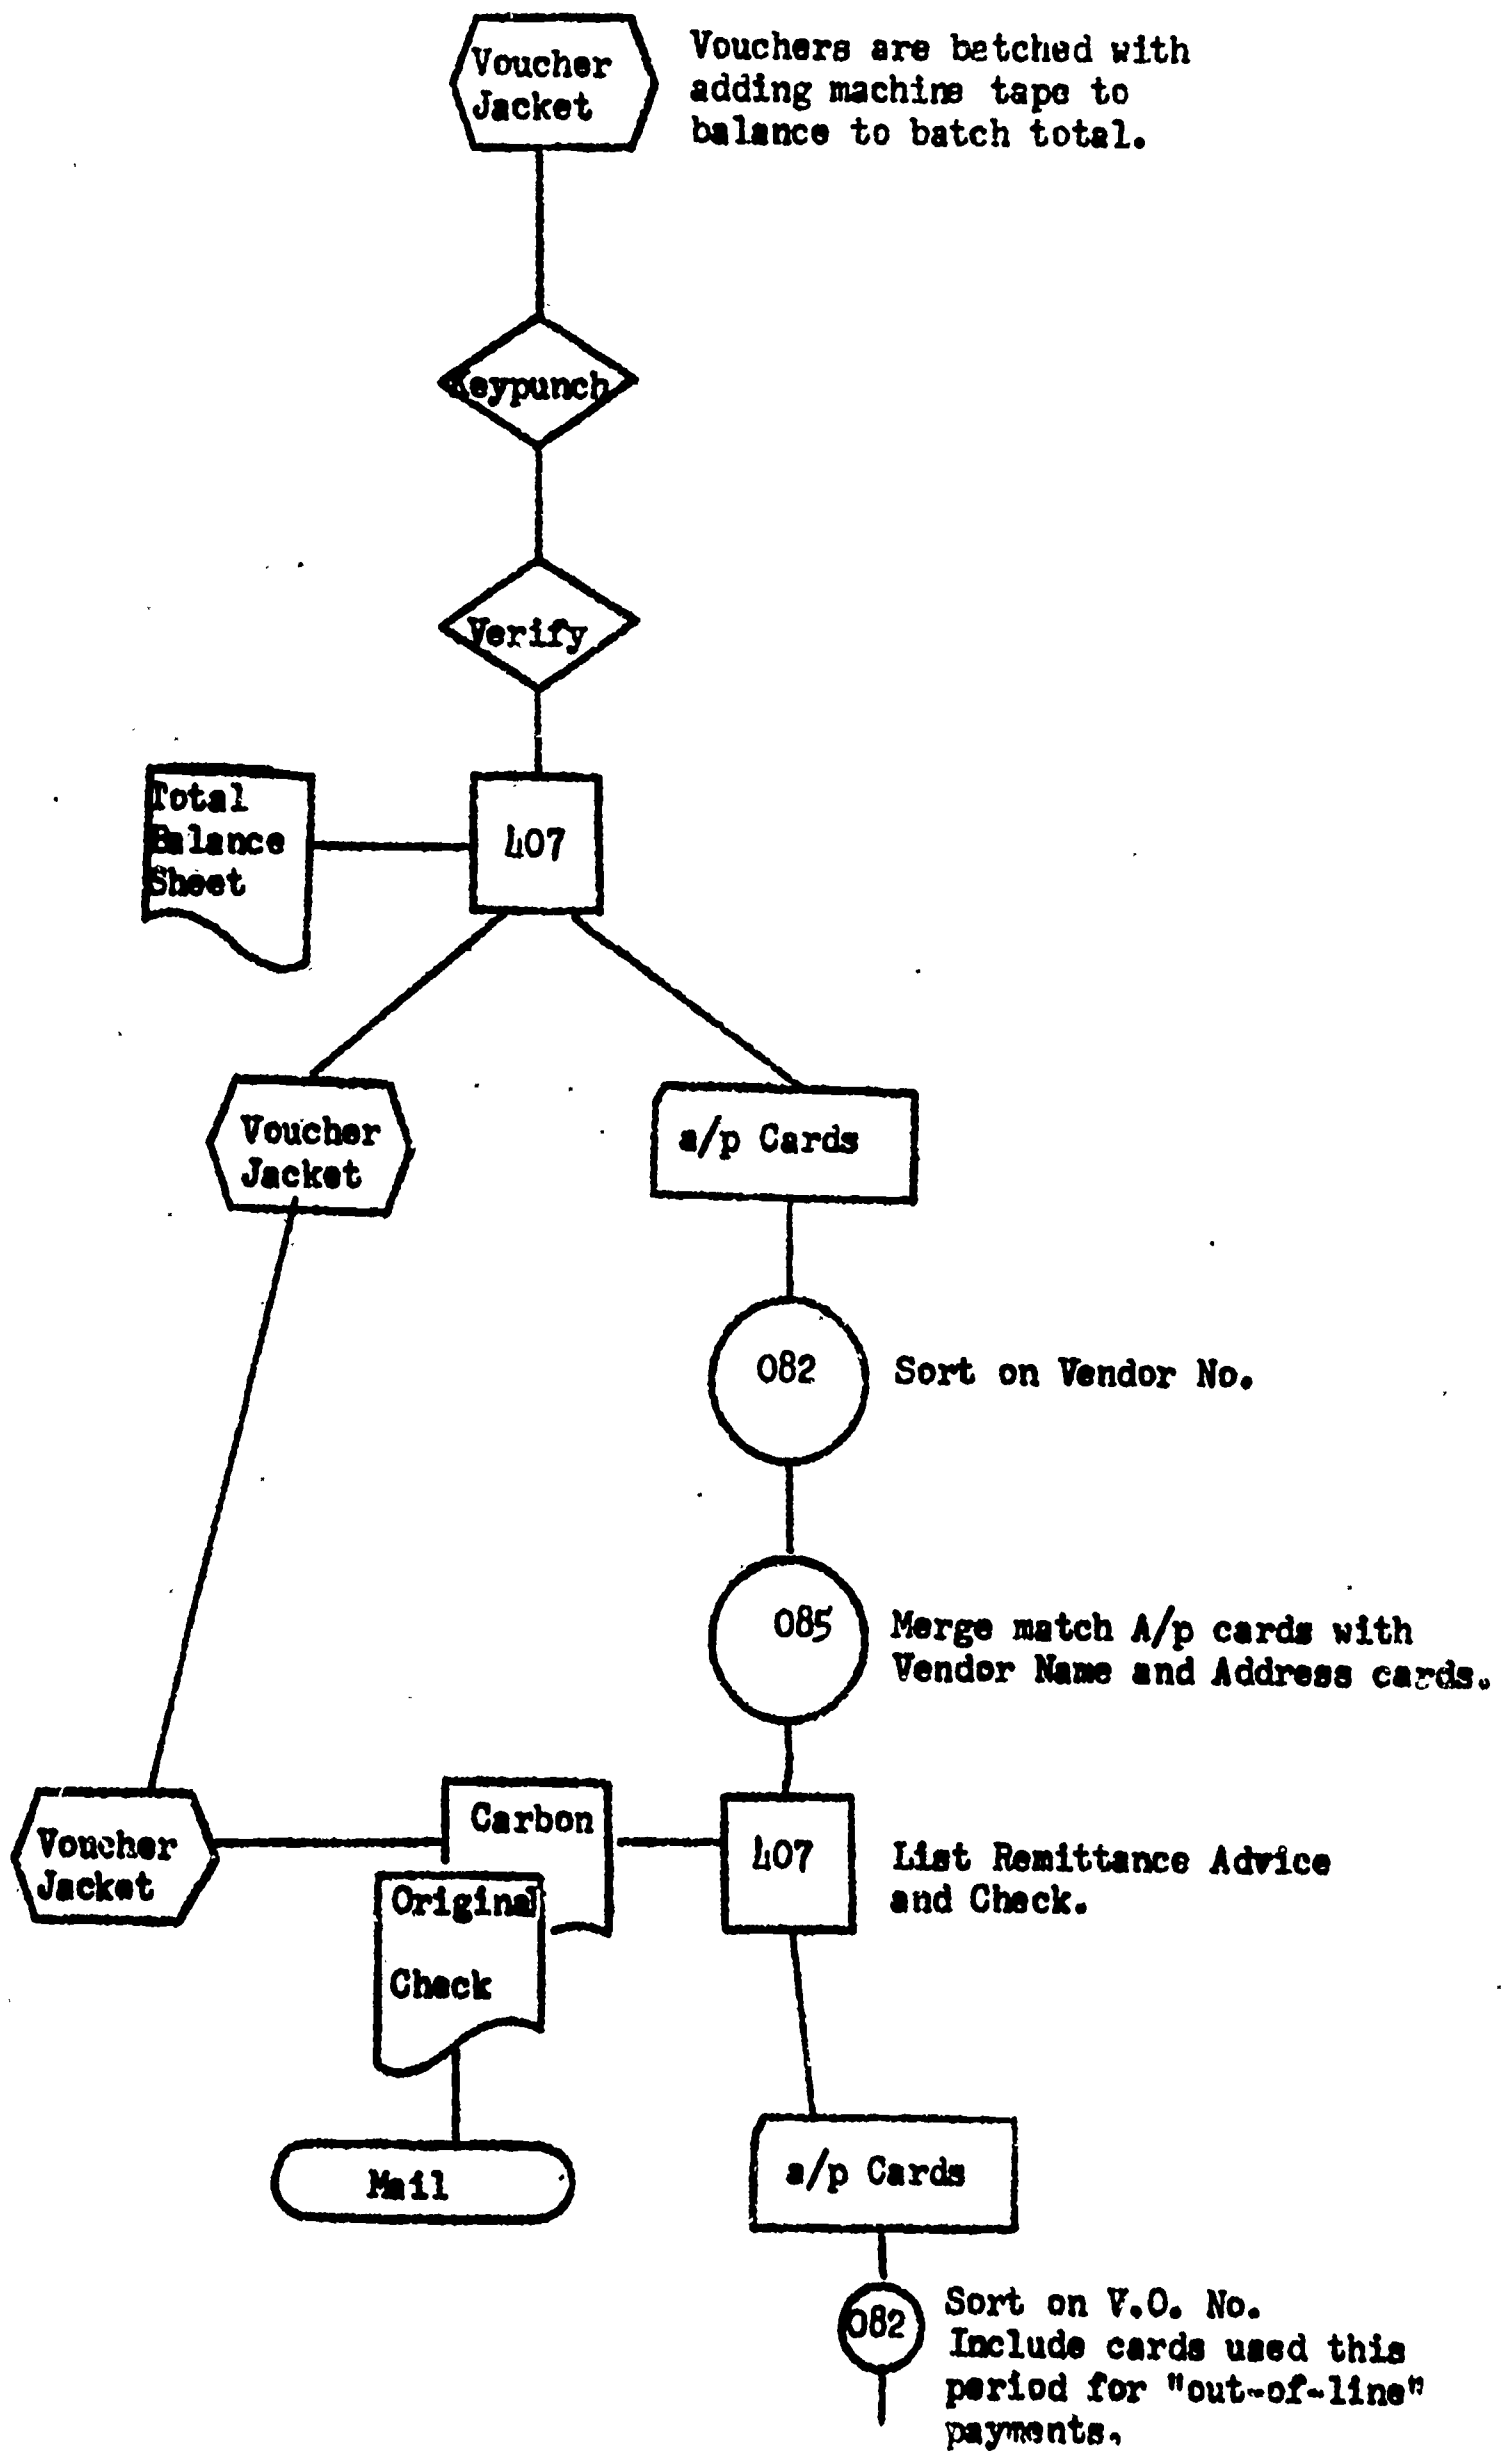 Voucher
Jacket
Vouchers are batched with
adding machine tape to
balance to batch total.
Keypunch
Verify
Total
Balance
Sheet
407
Voucher
Jacket
a/p Cards
082
Sort on Vendor No.
085
Merge match A/p cards with
Vendor Name and Address cards.
Voucher
Jacket
Carbon
Original
Check
407
List Remittance Advice
and Check.
Mail
a/p Cards
082
Sort on V.O. No.
Include cards used this
period for "out-of-line"
payments.